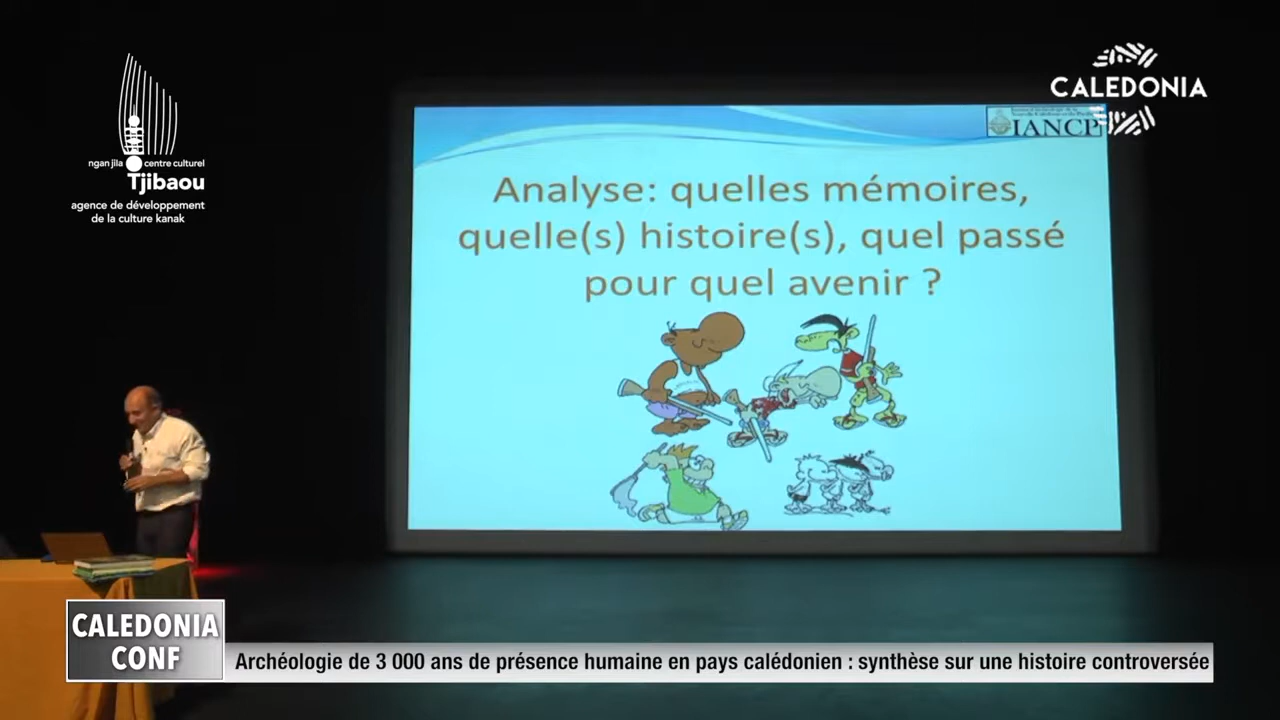 ngan jila centre culturel
Tjibaou
agence de développement
de la culture kanak
CALEDONIA
IANCP
Analyse: quelles mémoires,
quelle(s) histoire(s), quel passé
pour quel avenir ?
CALEDONIA
CONF
Archéologie de 3 000 ans de présence humaine en pays calédonien : synthèse sur une histoire controversée